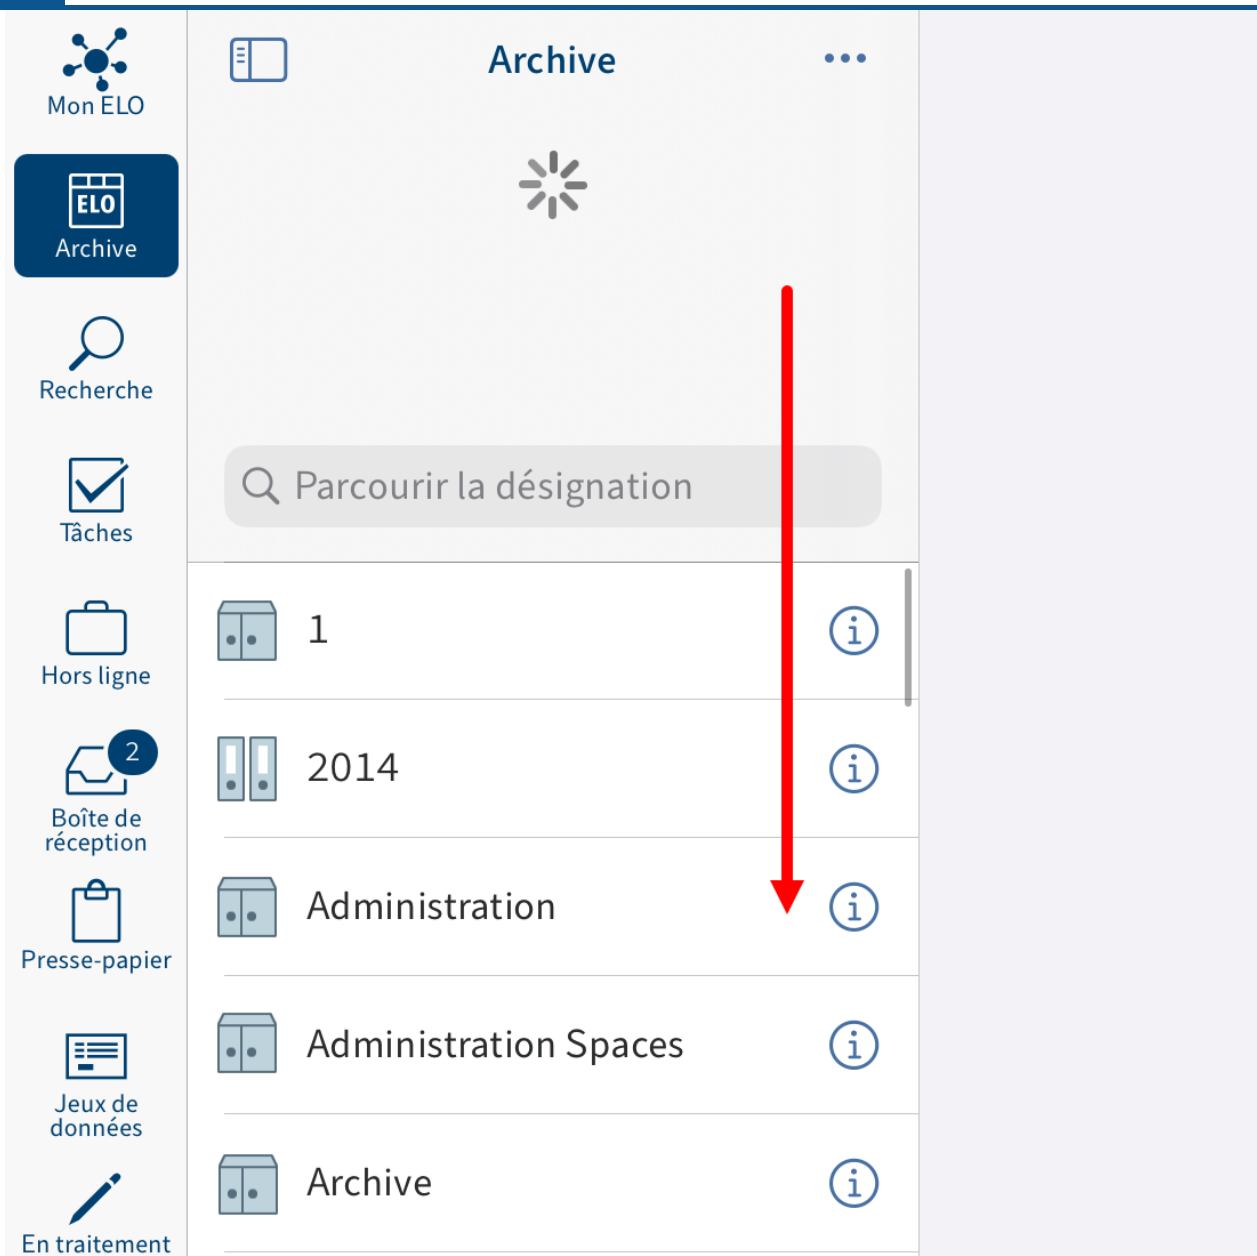 Mon ELO
ELO
Archive
Recherche
Tâches
Hors ligne
2
Boîte de
réception
Presse-papier
Jeux de
données
En traitement
Archive
Parcourir la désignation
1
2014
Administration
Administration Spaces
Archive